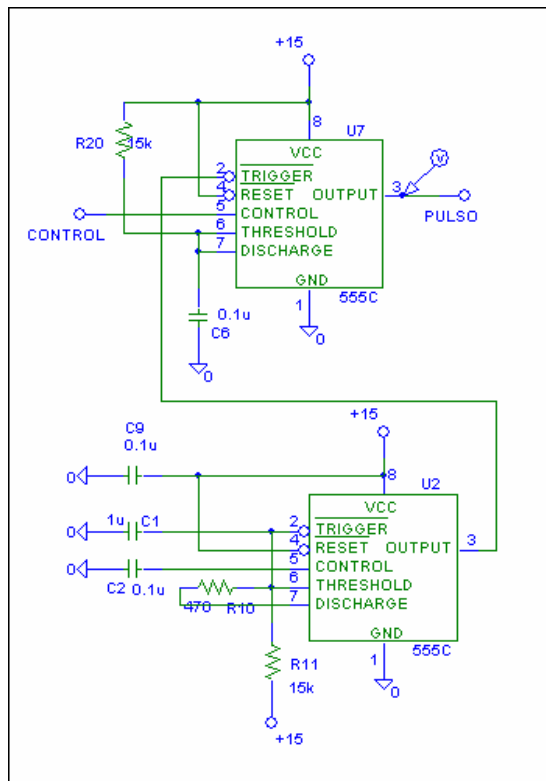 +15
8
U7
R20 15k
VCC
2 TRIGGER
4 RESET OUTPUT 3
V
5 CONTROL
PULSO
CONTROL
6 THRESHOLD
7 DISCHARGE
GND
0.1u
1
555C
C6
0
0
C9
+15
0.1u
0
8
U2
VCC
1u C1
0
2 TRIGGER
4 RESET OUTPUT 3
0
5 CONTROL
C2 0.1u
6 THRESHOLD
470 R10
7 DISCHARGE
GND
R11
1
555C
15k
0
+15